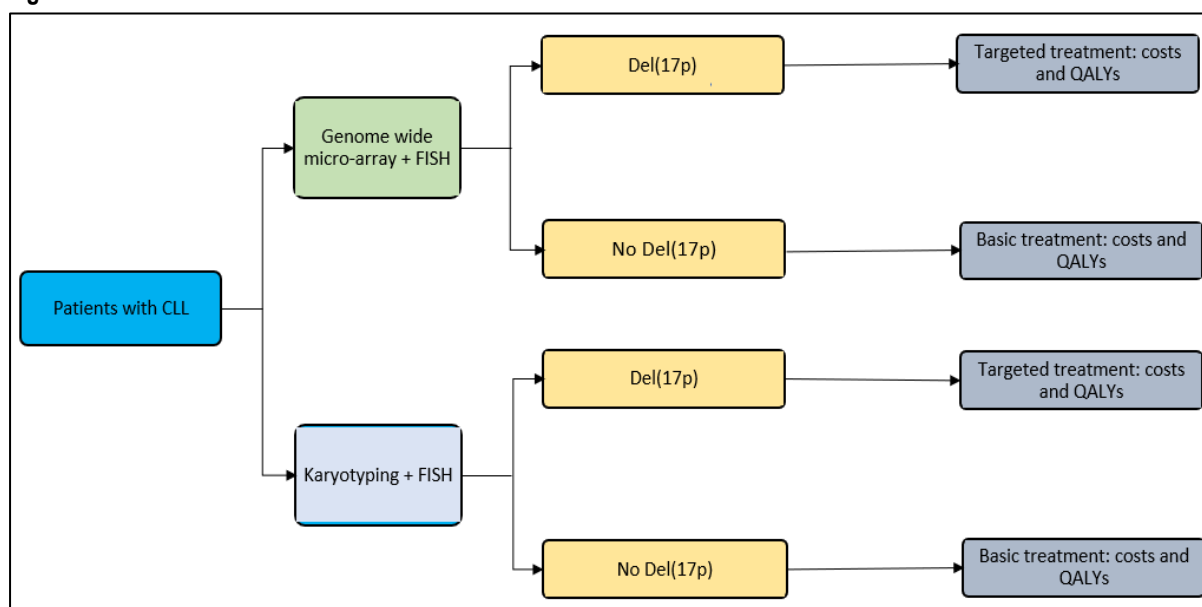 Del(17p)
Targeted treatment: costs
and QALYs
Genome wide
micro-array + FISH
No Del(17p)
Basic treatment: costs and
QALYs
Patients with CLL
Del(17p)
Targeted treatment: costs
and QALYs
Karyotyping + FISH
No Del(17p)
Basic treatment: costs and
QALYs